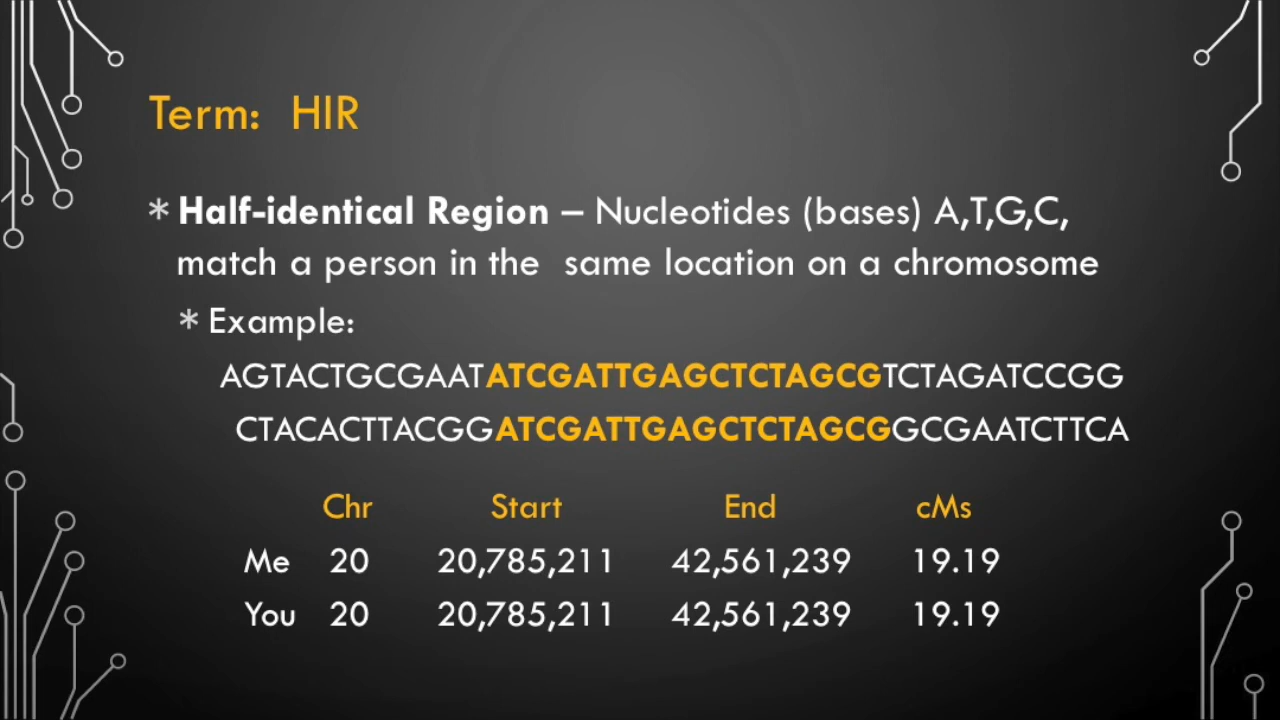 Term: HIR
* Half-identical Region – Nucleotides (bases) A,T,G,C,
match a person in the same location on a chromosome
* Example:
AGTACTGCGAATATCGATTGAGCTCTAGCGTCTAGATCCGG
CTACACTTACGGATCGATTGAGCTCTAGCGGCGAATCTTCA
Chr Start End cMs
Me 20 20,785,211 42,561,239 19.19
You 20 20,785,211 42,561,239 19.19